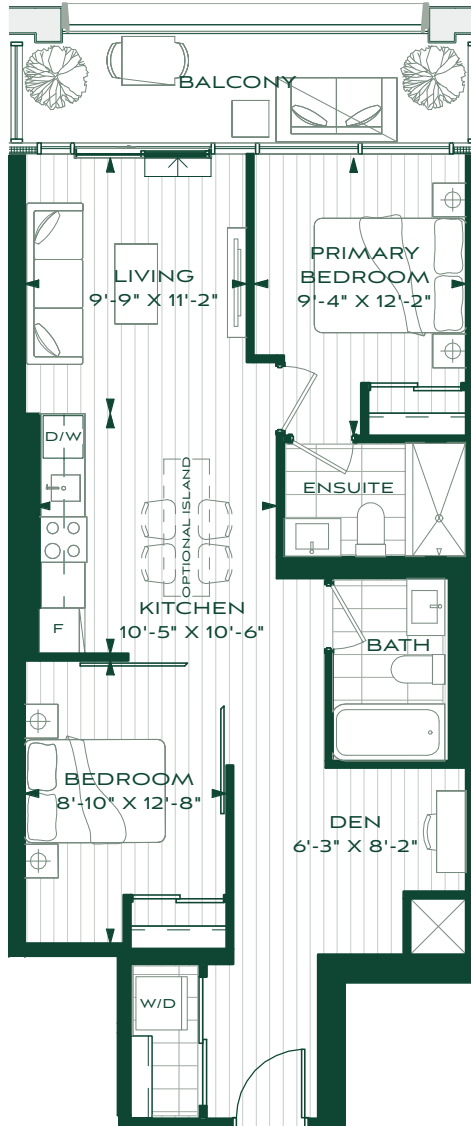 BALCONY
LIVING
9'-9" X 11'-2"
PRIMARY
BEDROOM
9'-4" X 12'-2"
D/W
OPTIONAL ISLAND
ENSUITE
KITCHEN
10'-5" X 10'-6"
F
BATH
BEDROOM
8'-10" X 12'-8"
DEN
6'-3" X 8'-2"
W/D